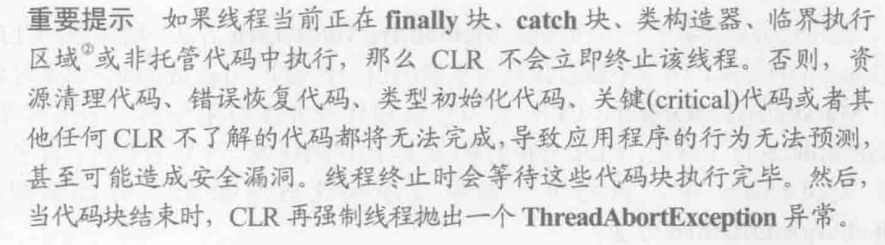 重要提示 如果线程当前正在 finally 块、catch 块、类构造器、临界执行
区域②或非托管代码中执行，那么 CLR 不会立即终止该线程。否则，资
源清理代码、错误恢复代码、类型初始化代码、关键(critical)代码或者其
他任何 CLR 不了解的代码都将无法完成，导致应用程序的行为无法预测，
甚至可能造成安全漏洞。线程终止时会等待这些代码块执行完毕。然后，
当代码块结束时，CLR 再强制线程抛出一个 ThreadAbortException 异常。